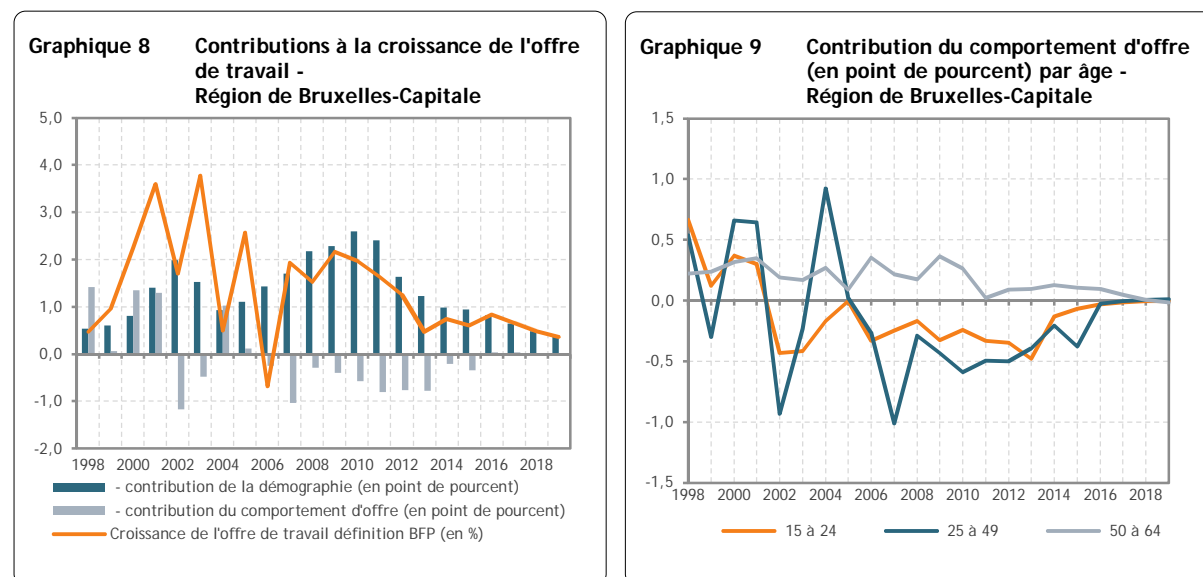 Graphique 8 Contributions à la croissance de l'offre
de travail -
Région de Bruxelles-Capitale
5,0
4,0
3,0
2,0
1,0
0,0
-1,0
-2,0
1998 2000 2002 2004 2006 2008 2010 2012 2014 2016 2018
- contribution de la démographie (en point de pourcent)
- contribution du comportement d'offre (en point de pourcent)
Croissance de l'offre de travail définition BFP (en %)
Graphique 9 Contribution du comportement d'offre
(en point de pourcent) par âge -
Région de Bruxelles-Capitale
1,5
1,0
0,5
0,0
-0,5
-1,0
-1,5
1998 2000 2002 2004 2006 2008 2010 2012 2014 2016 2018
15 à 24 25 à 49 50 à 64